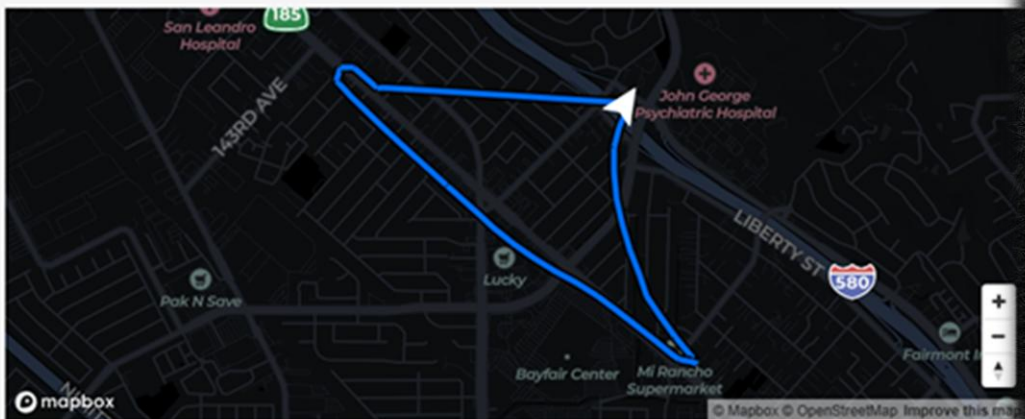 185
San Leandro
Hospital
143RD AVE
John George
Psychiatric Hospital
LIBERTY ST
580
Lucky
Pak N Save
Bayfair Center
Mi Rancho
Supermarket
Fairmont
+
−
mapbox
© Mapbox © OpenStreetMap Improve this map